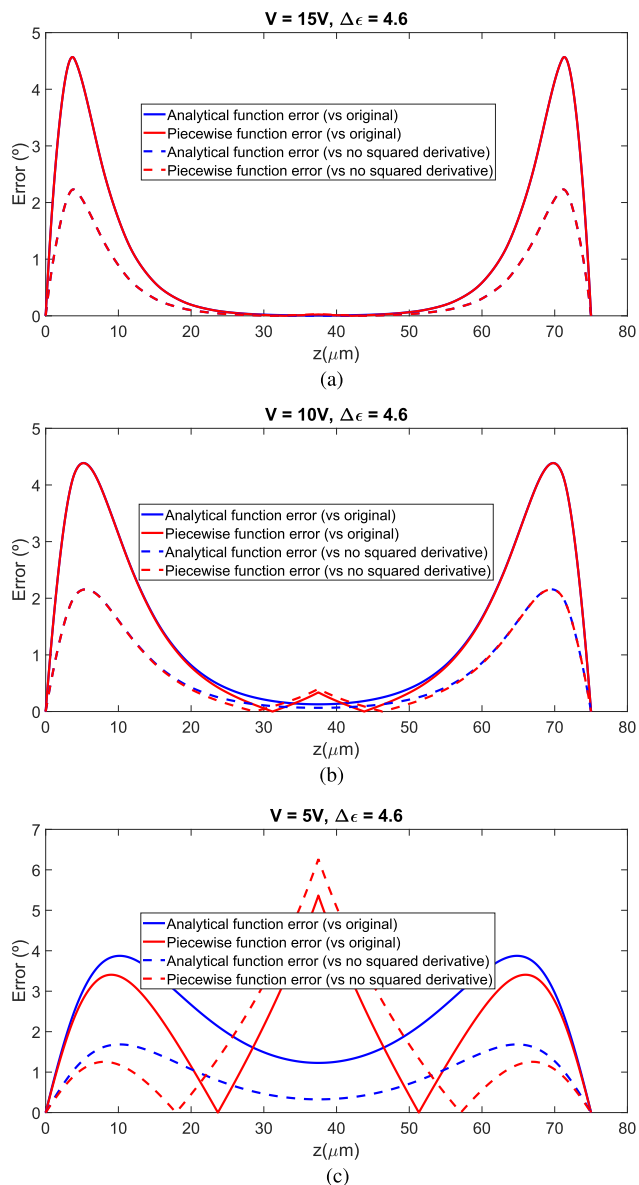 V = 15V, Δϵ = 4.6
5
4
3
2
1
0
Error (º)
Analytical function error (vs original)
Piecewise function error (vs original)
Analytical function error (vs no squared derivative)
Piecewise function error (vs no squared derivative)
0 10 20 30 40 50 60 70 80
z(μm)
(a)
V = 10V, Δϵ = 4.6
5
4
3
2
1
0
Error (º)
Analytical function error (vs original)
Piecewise function error (vs original)
Analytical function error (vs no squared derivative)
Piecewise function error (vs no squared derivative)
0 10 20 30 40 50 60 70 80
z(μm)
(b)
V = 5V, Δϵ = 4.6
7
6
5
4
3
2
1
0
Error (º)
Analytical function error (vs original)
Piecewise function error (vs original)
Analytical function error (vs no squared derivative)
Piecewise function error (vs no squared derivative)
0 10 20 30 40 50 60 70 80
z(μm)
(c)